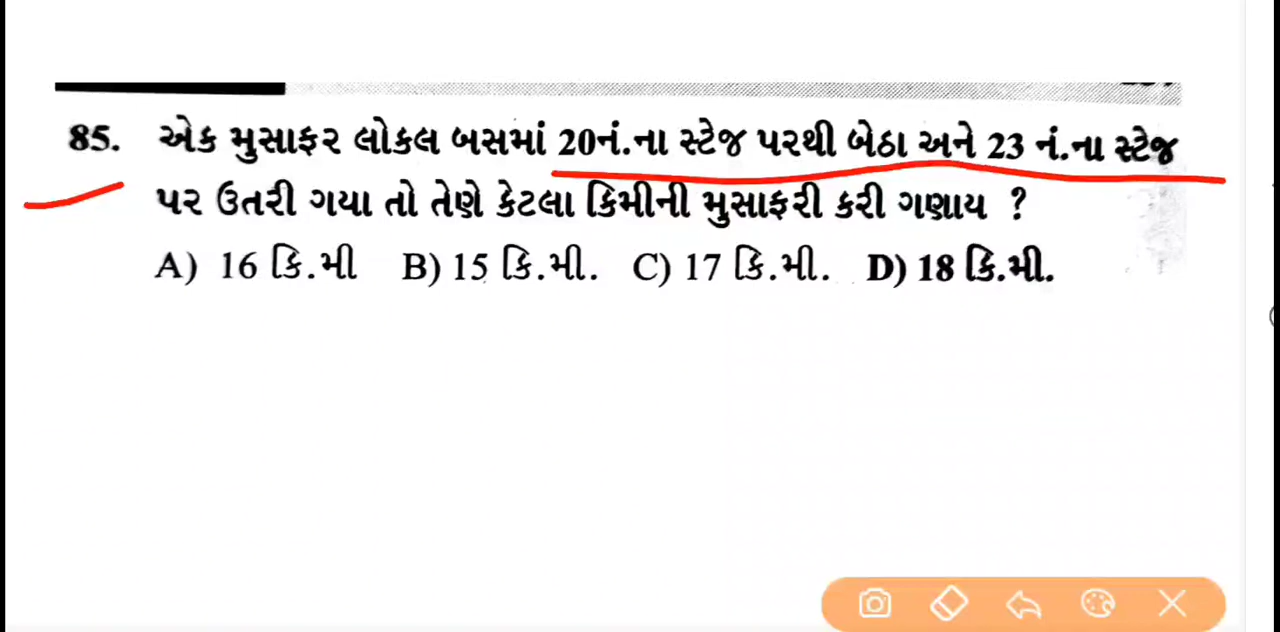 85. એક મુસાફર લોકલ બસમાં 20નં.ના સ્ટેજ પરથી બેઠા અને 23 નં.ના સ્ટેજ
પર ઉતરી ગયા તો તેણે કેટલા કિમીની મુસાફરી કરી ગણાય ?
A) 16 કિ.મી B) 15 કિ.મી. C) 17 કિ.મી. D) 18 કિ.મી.